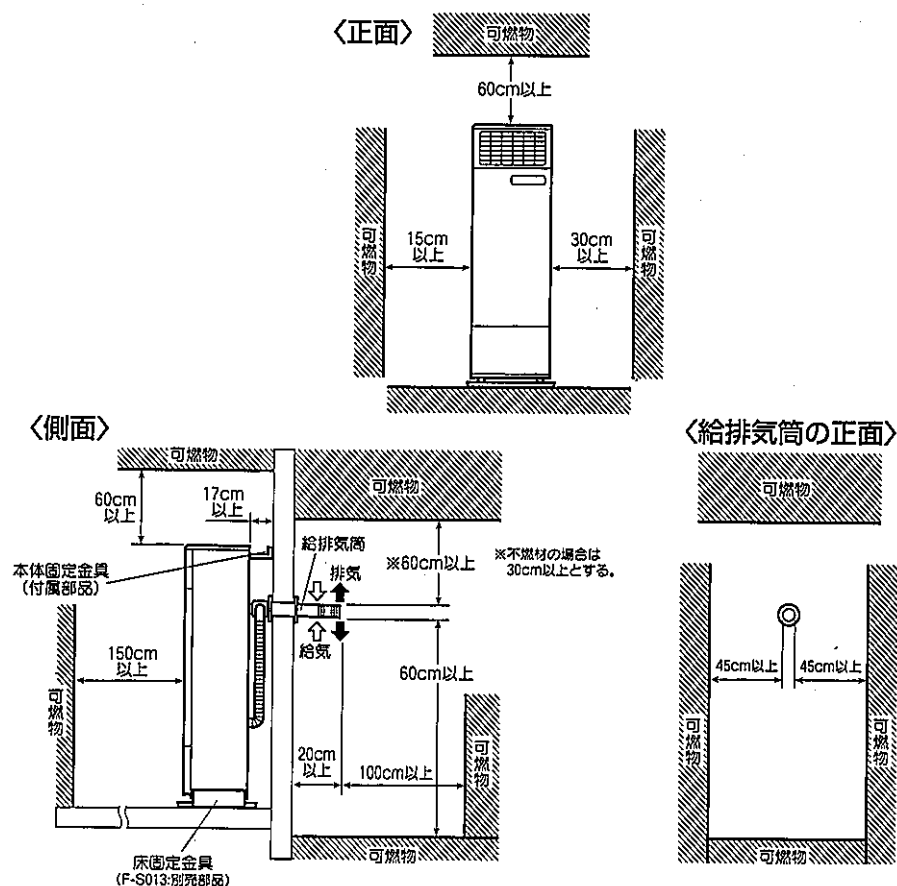 〈正面〉
可燃物
60cm以上
可燃物
15cm
以上
30cm
以上
可燃物
〈側面〉
可燃物
60cm
以上
17cm
以上
可燃物
給排気筒
本体固定金具
(付属部品)
排気
※60cm以上
※不燃材の場合は
30cm以上とする。
給気
150cm
以上
可燃物
60cm以上
20cm
以上
100cm以上
可燃物
可燃物
床固定金具
(F-S013:別売部品)
〈給排気筒の正面〉
可燃物
45cm以上
45cm以上
可燃物
可燃物
可燃物